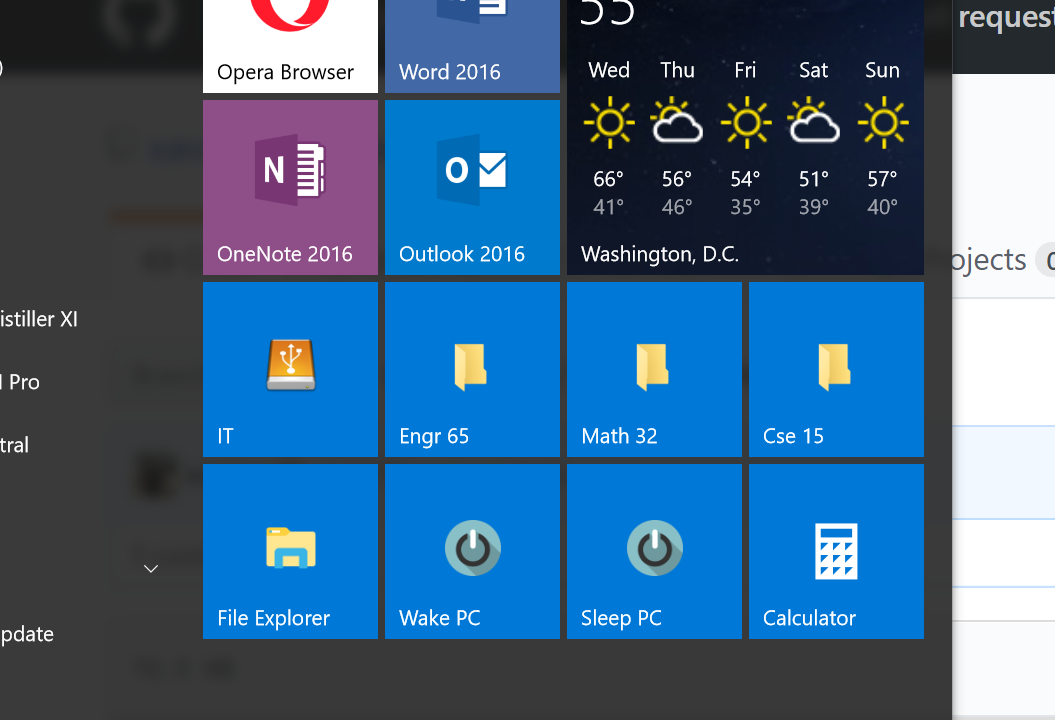 55
request
)
Opera Browser
Word 2016
Wed Thu Fri Sat Sun
66° 56° 54° 51° 57°
41° 46° 35° 39° 40°
N
OneNote 2016
O
Outlook 2016
Washington, D.C.
ojects 0
istiller XI
I Pro
tral
IT
Engr 65
Math 32
Cse 15
File Explorer
Wake PC
Sleep PC
Calculator
pdate